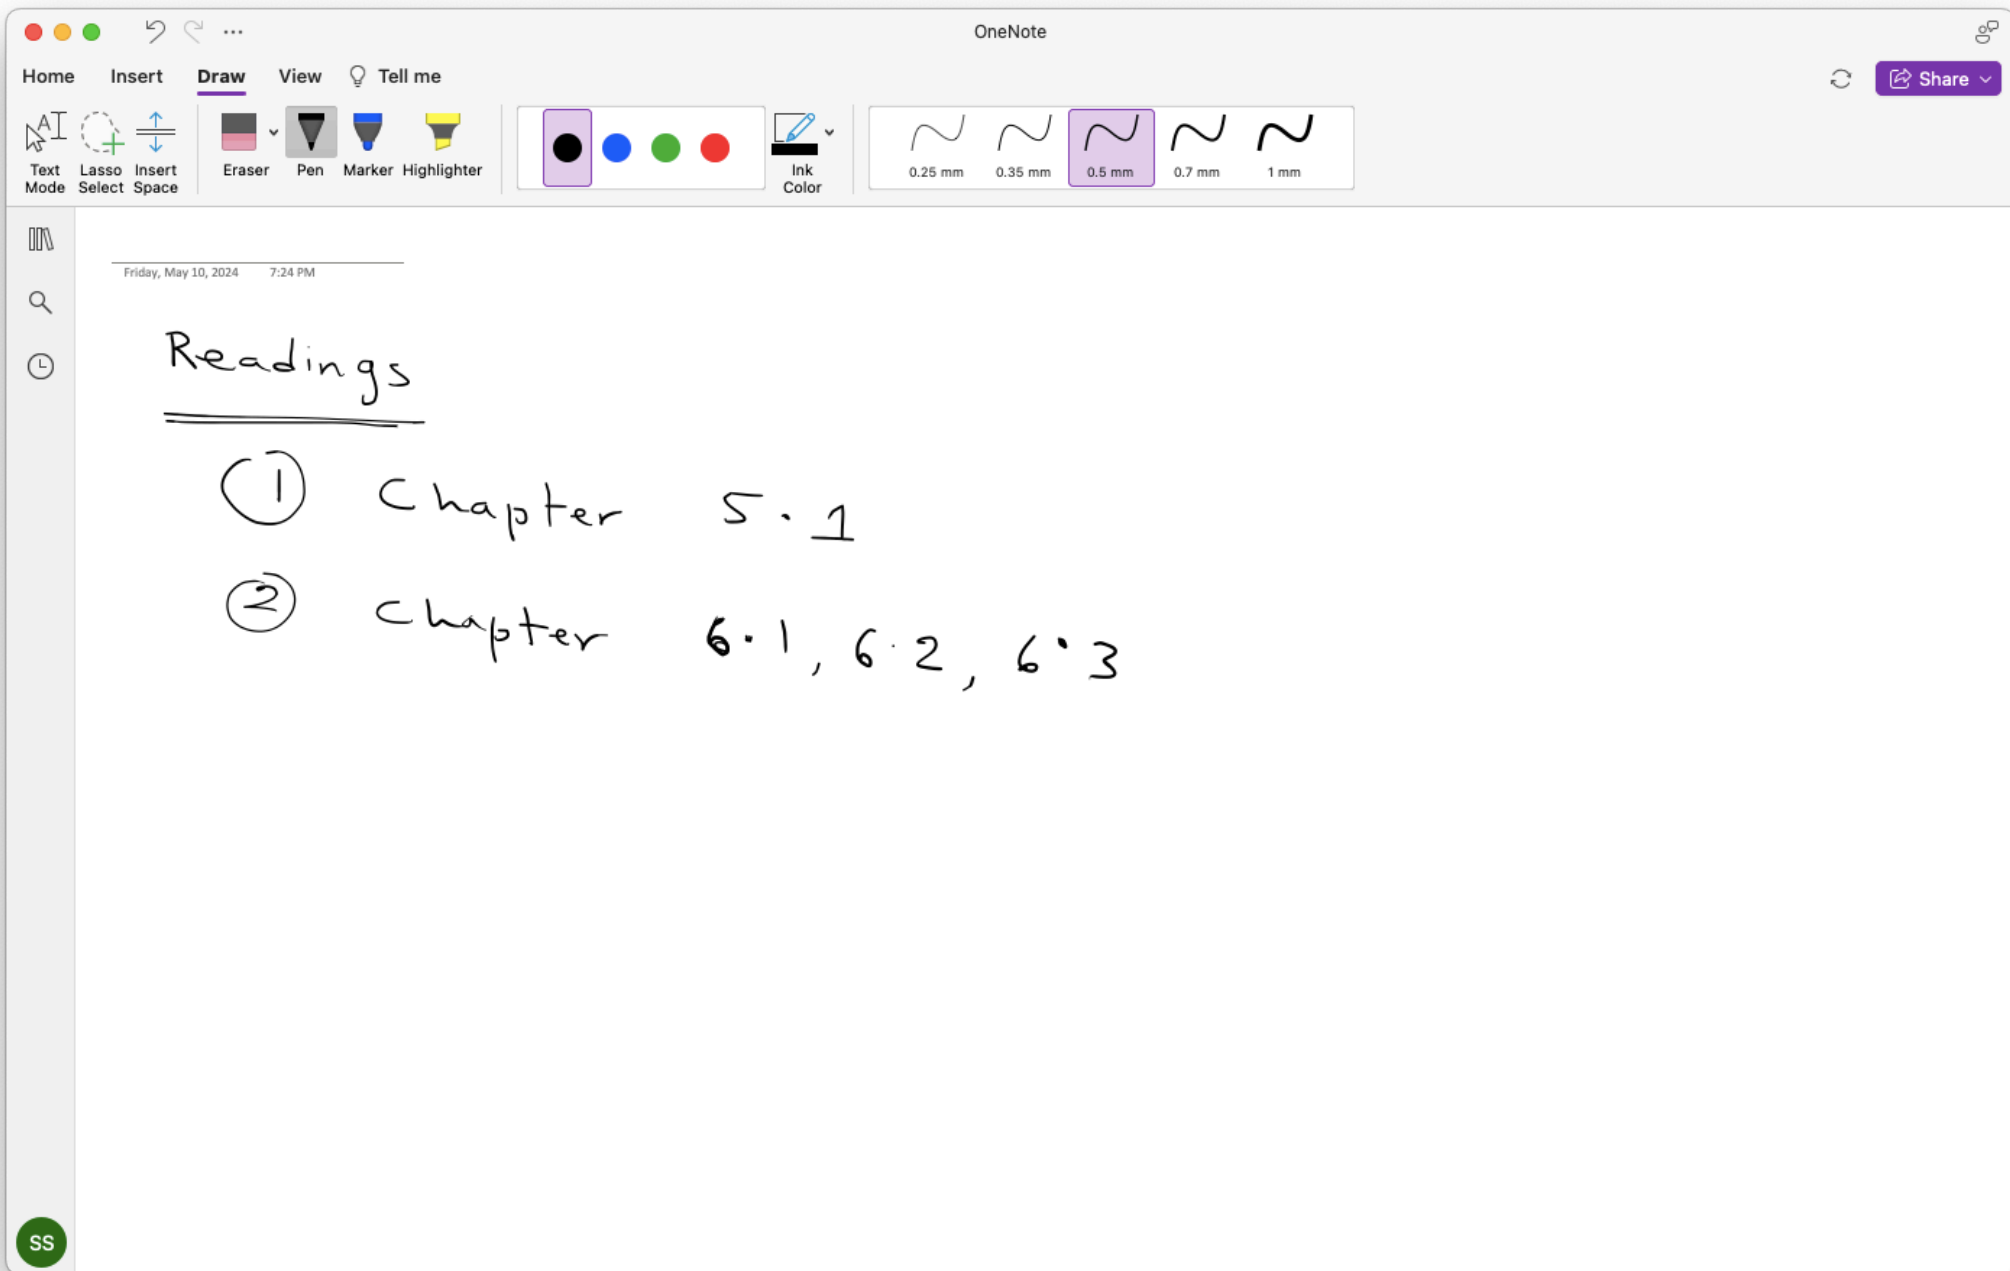 OneNote
Home Insert Draw View Tell me
Share
Text Mode Lasso Select Insert Space Eraser Pen Marker Highlighter Ink Color 0.25 mm 0.35 mm 0.5 mm 0.7 mm 1 mm
Friday, May 10, 2024 7:24 PM
Readings
① Chapter 5.1
② Chapter 6.1, 6.2, 6.3
SS